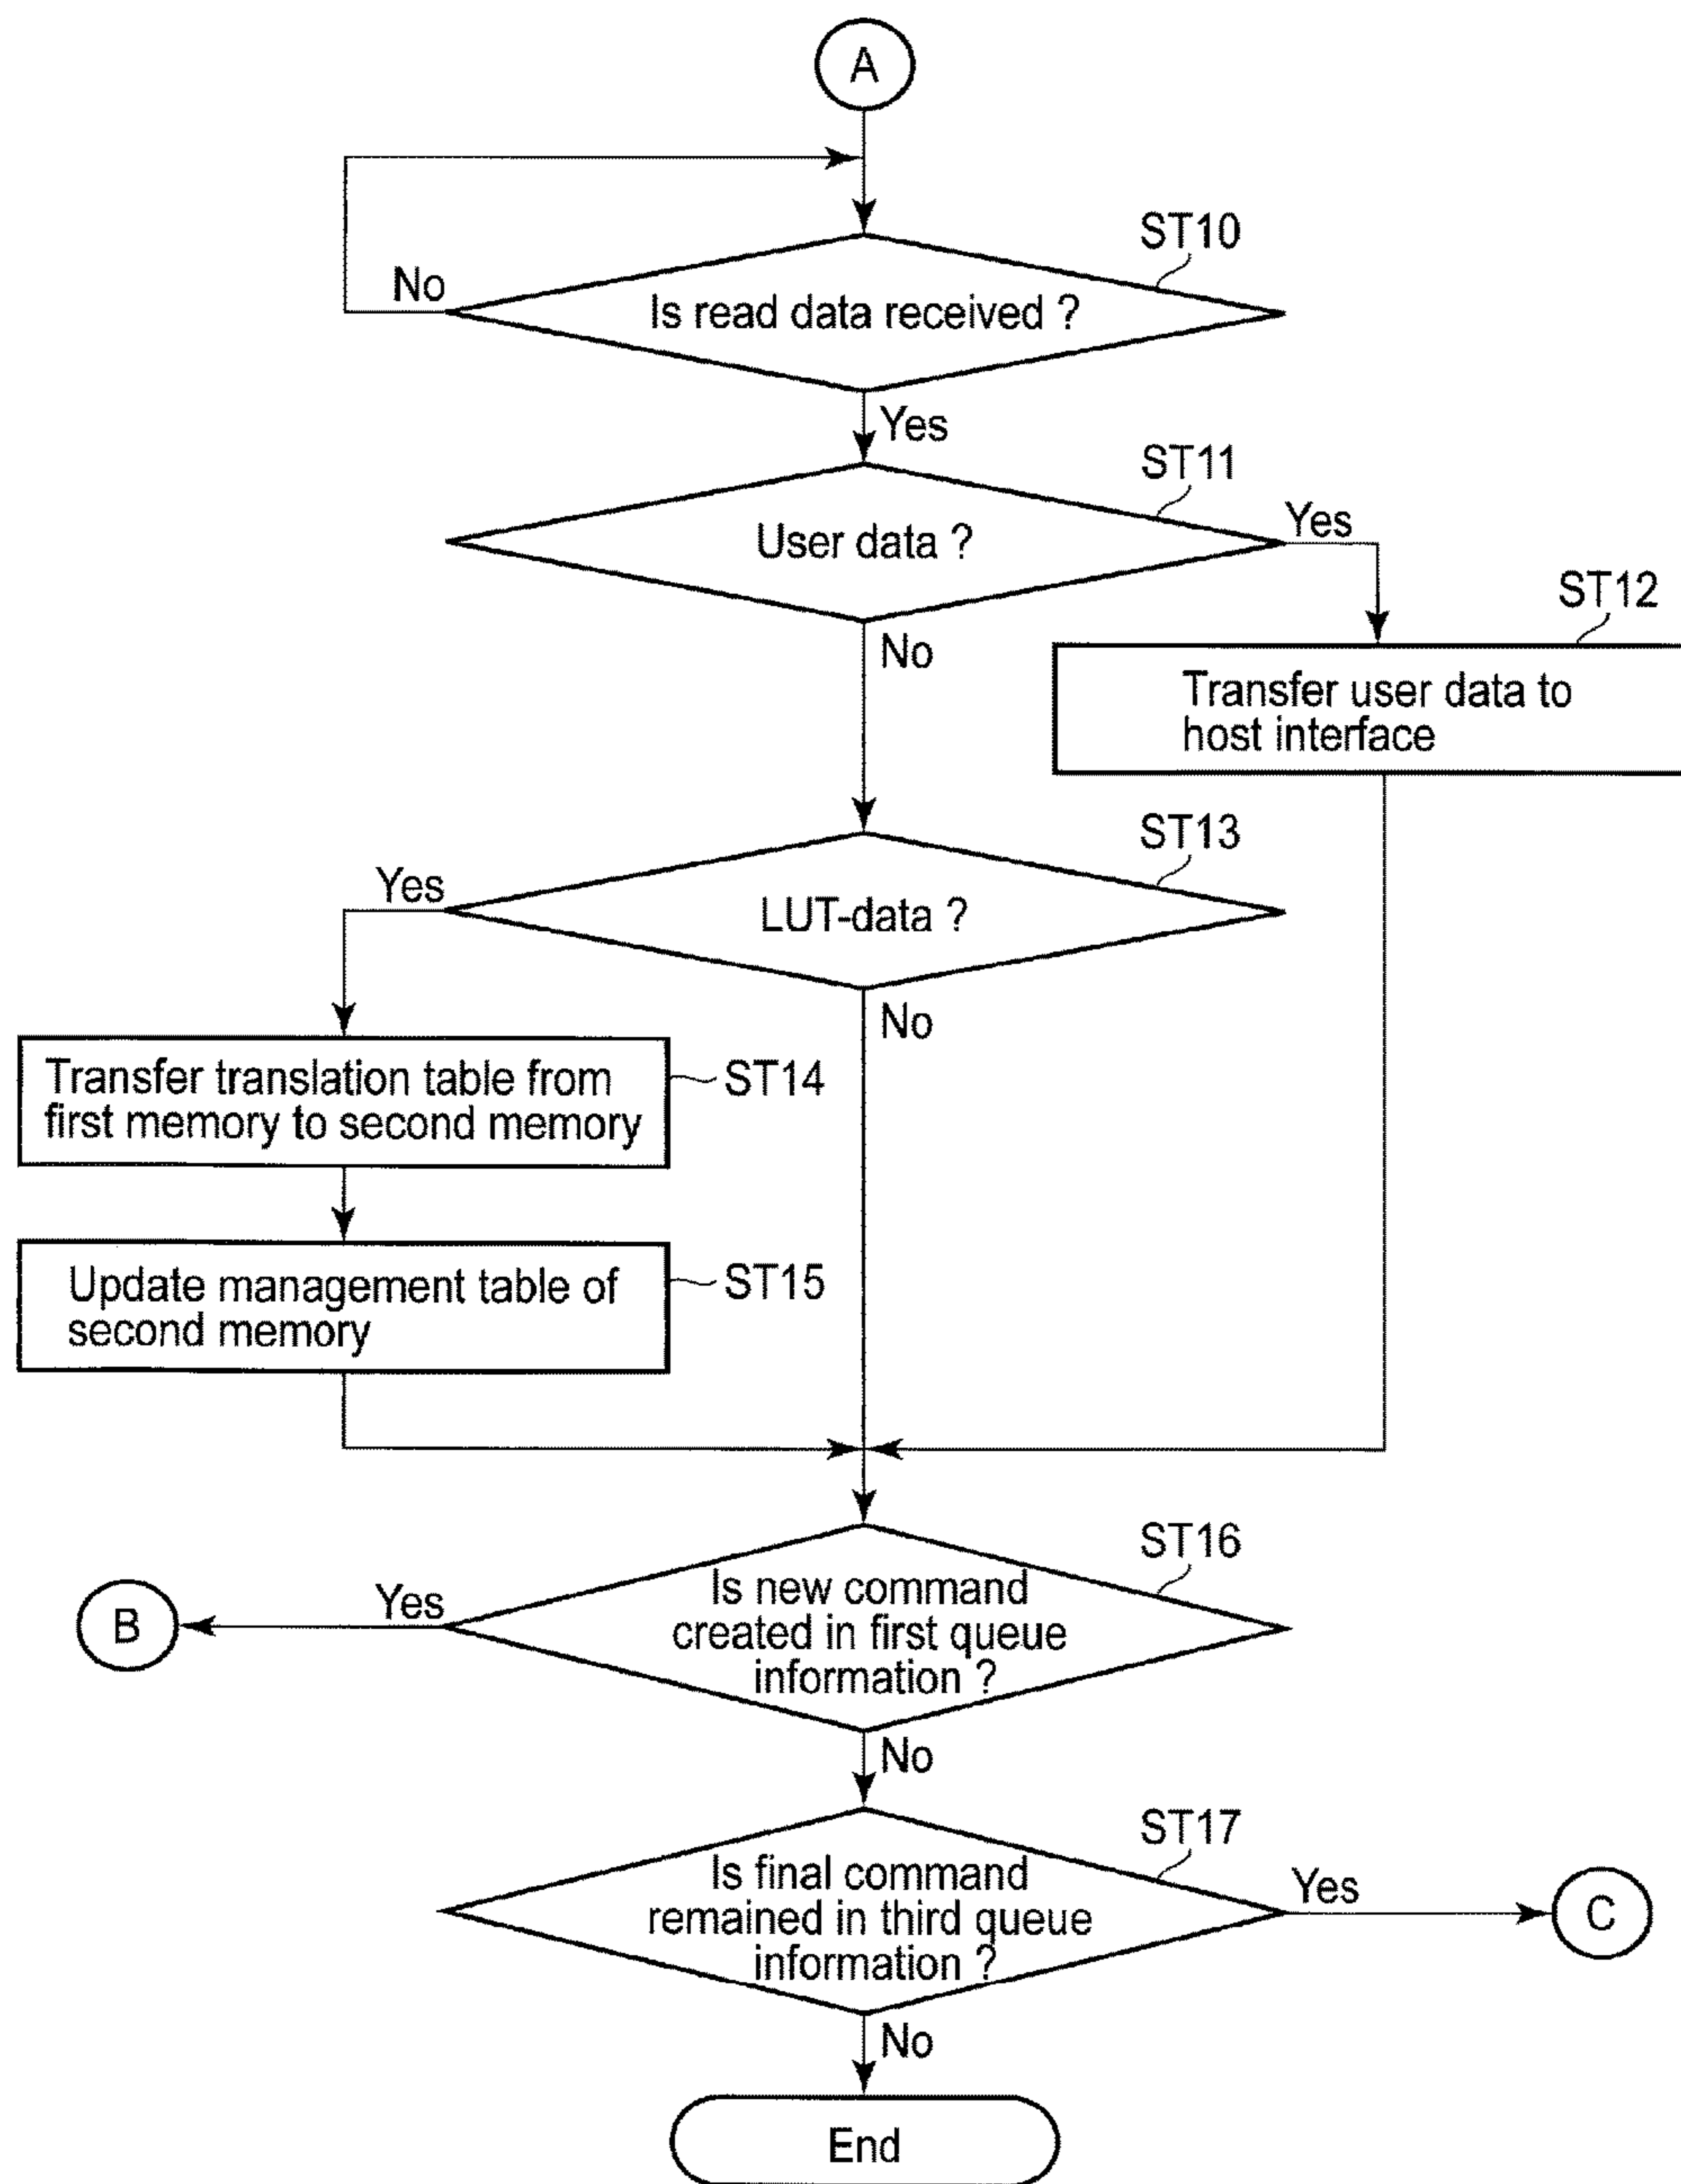 A
ST10
No
Is read data received ?
Yes
ST11
User data ?
Yes
ST12
No
Transfer user data to
host interface
ST13
Yes
LUT-data ?
No
Transfer translation table from
first memory to second memory
ST14
Update management table of
second memory
ST15
ST16
B
Yes
Is new command
created in first queue
information ?
No
ST17
Is final command
remained in third queue
information ?
Yes
C
No
End